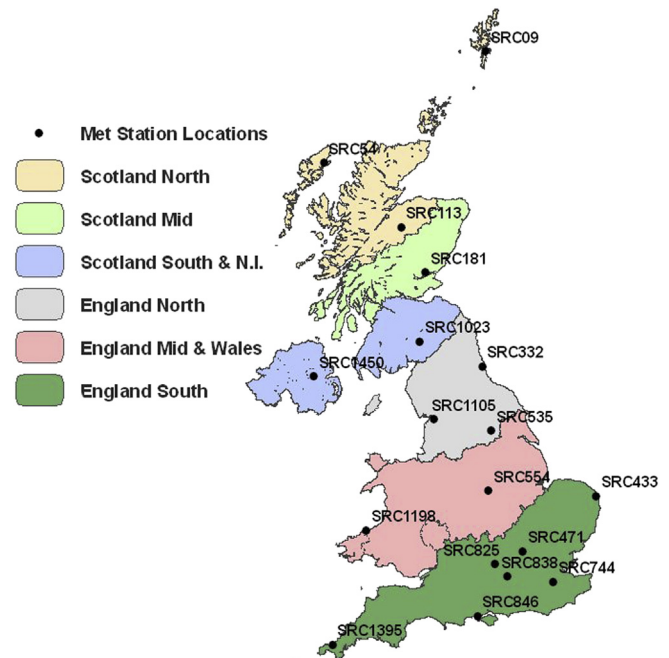 SRC09
Met Station Locations
SRC54
Scotland North
Scotland Mid
SRC113
Scotland South & N.I.
SRC181
England North
SRC1023
England Mid & Wales
SRC332
SRC1450
England South
SRC1105
SRC535
SRC554
SRC433
SRC1198
SRC471
SRC825
SRC838
SRC744
SRC846
SRC1395